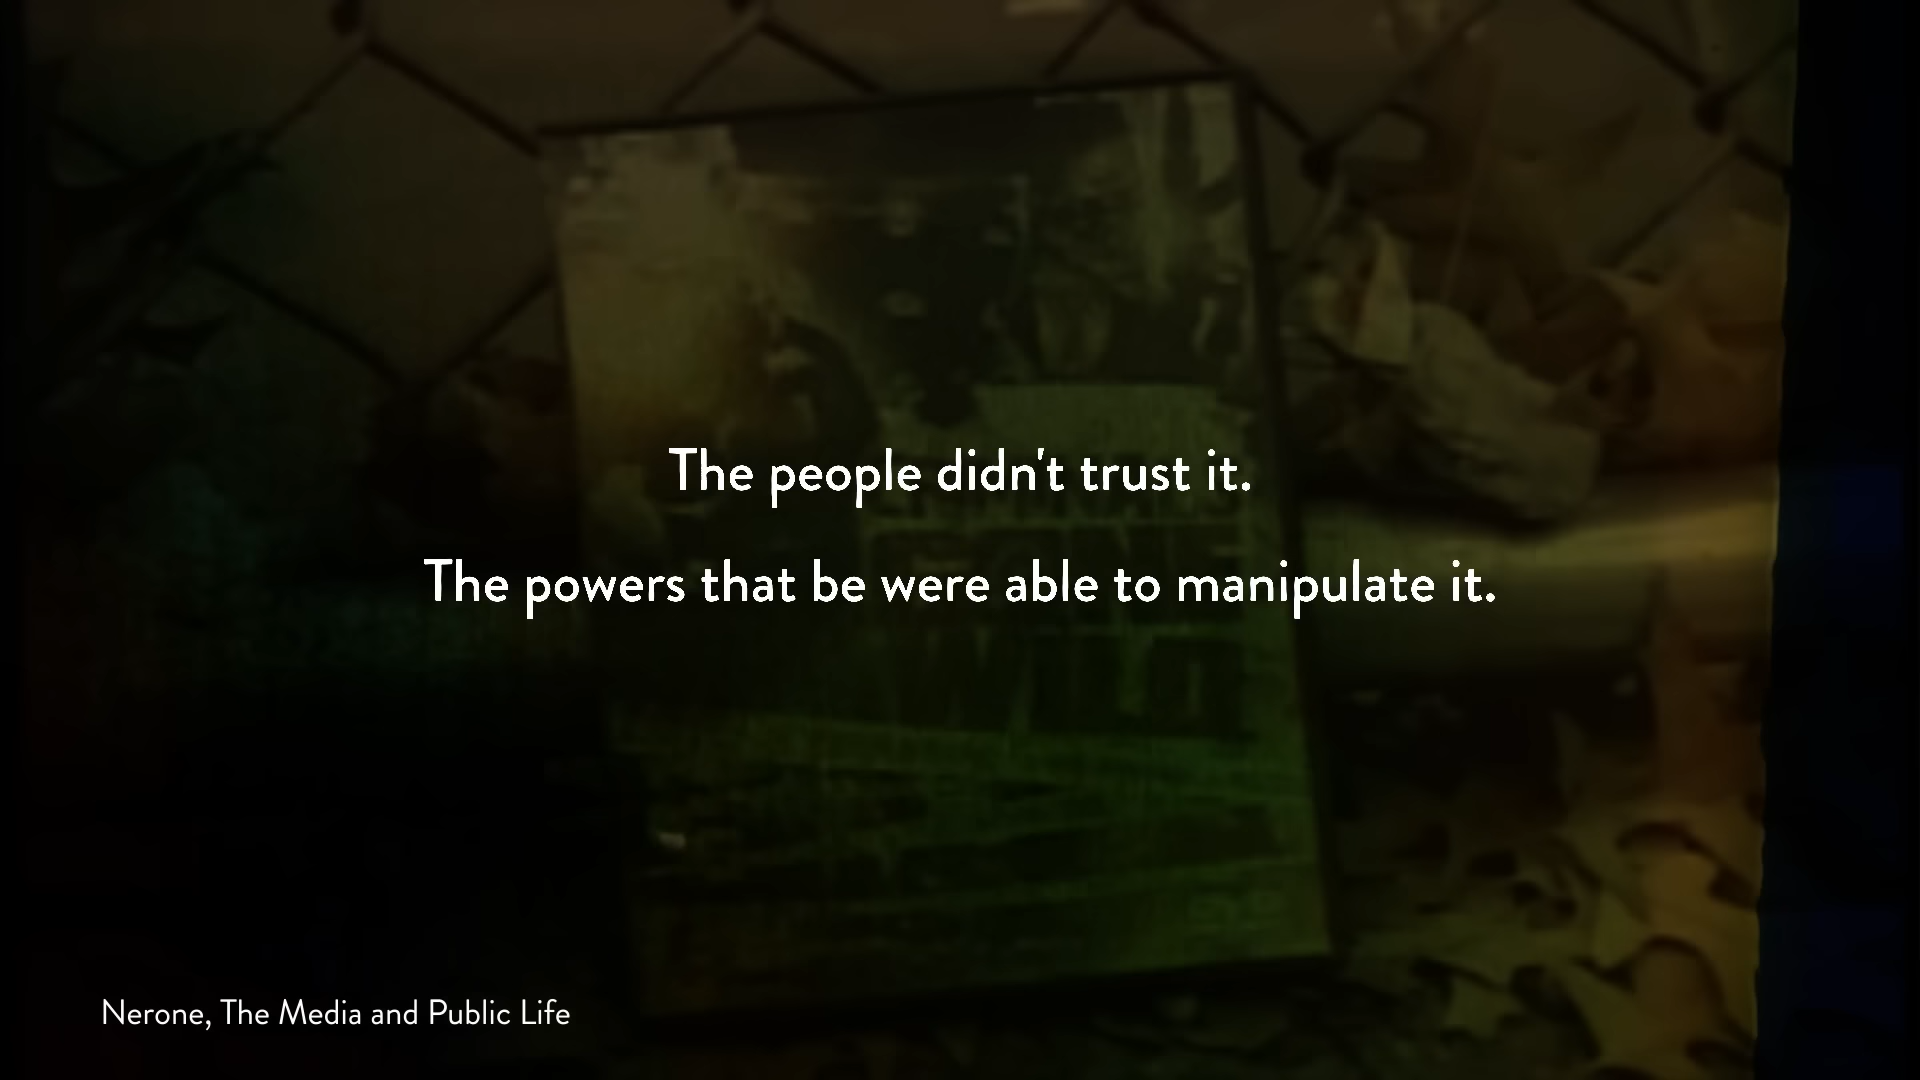 The people didn't trust it.
The powers that be were able to manipulate it.
Nerone, The Media and Public Life